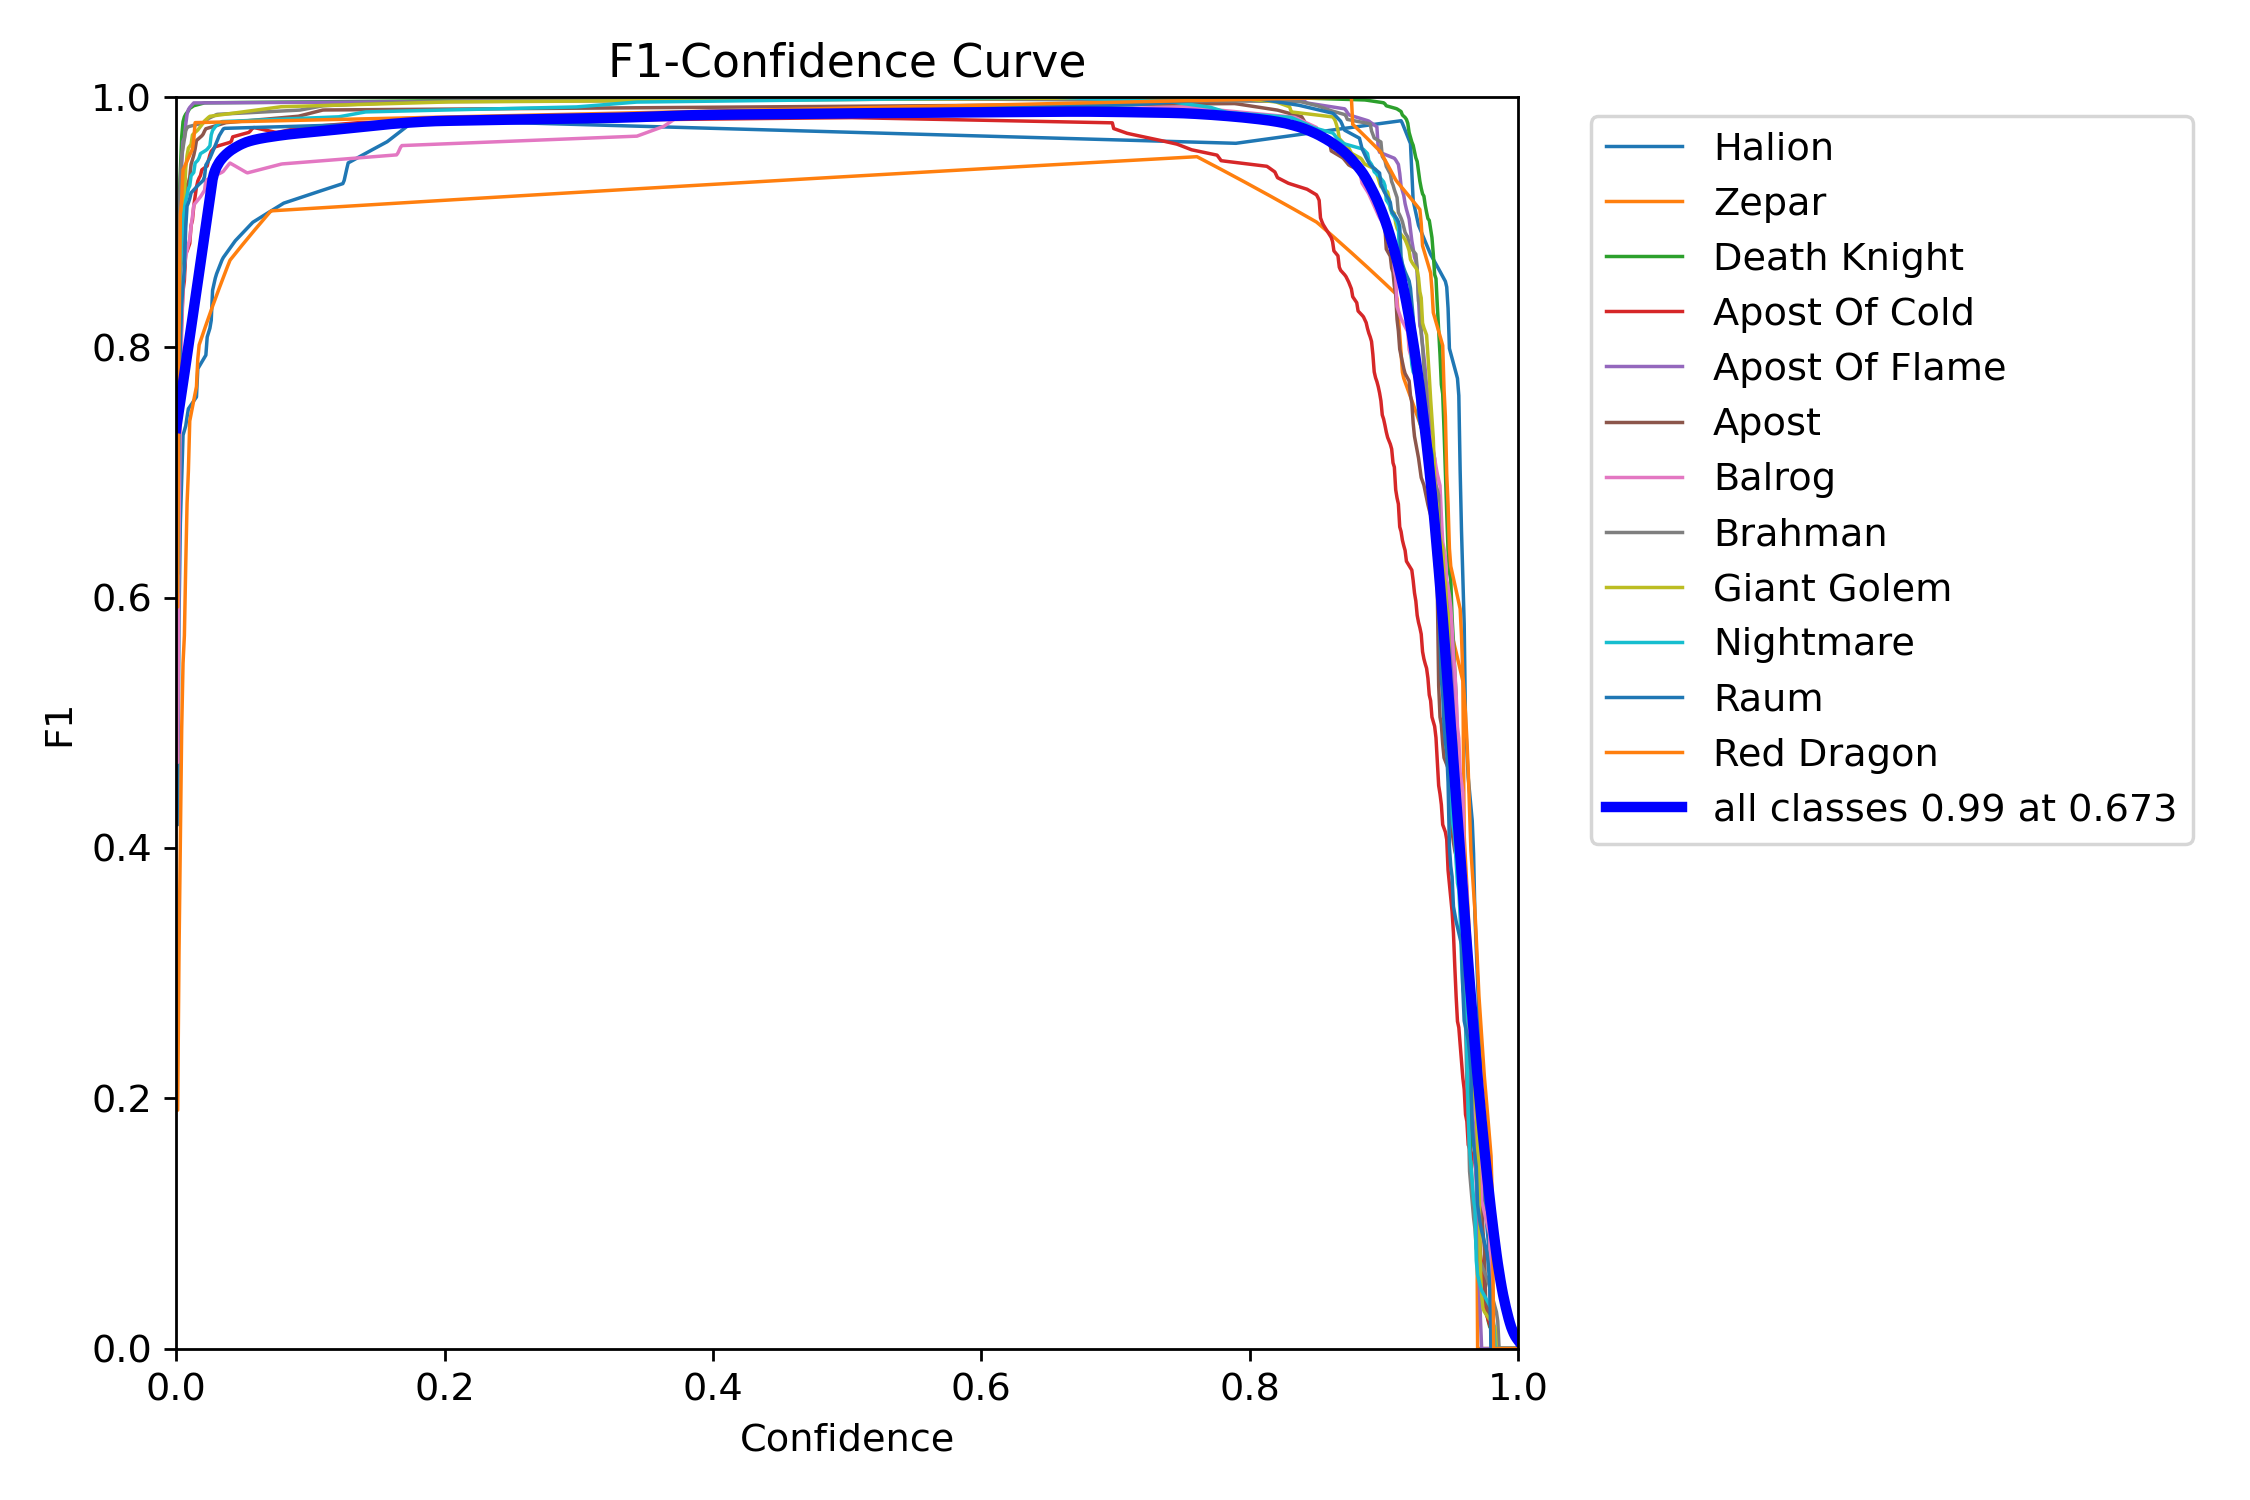 F1-Confidence Curve
1.0
0.8
0.6
0.4
0.2
0.0
F1
0.0 0.2 0.4 0.6 0.8 1.0
Confidence
Halion
Zepar
Death Knight
Apost Of Cold
Apost Of Flame
Apost
Balrog
Brahman
Giant Golem
Nightmare
Raum
Red Dragon
all classes 0.99 at 0.673